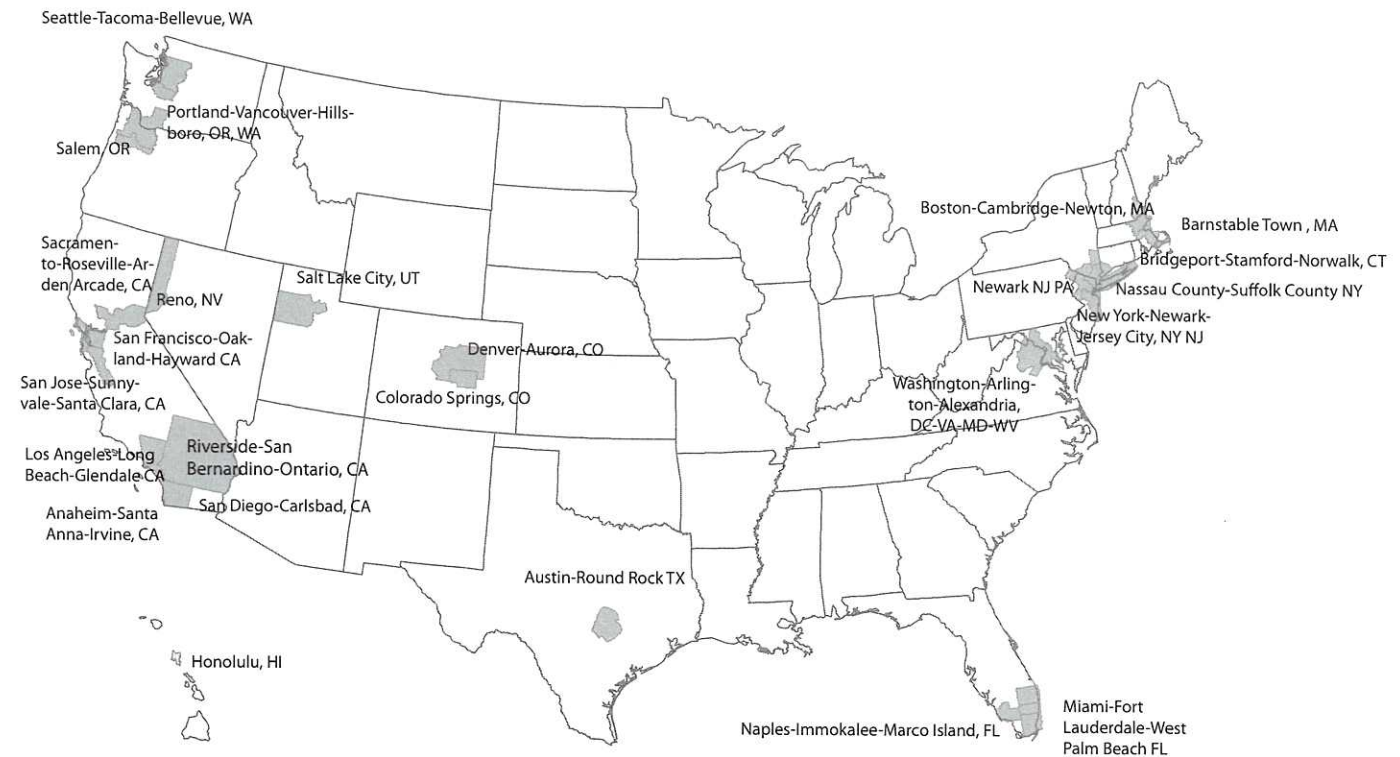 Seattle-Tacoma-Bellevue, WA
Portland-Vancouver-Hills-
boro, OR, WA
Salem, OR
Boston-Cambridge-Newton, MA
Barnstable Town , MA
Sacramen-
to-Roseville-Ar-
den Arcade, CA
Bridgeport-Stamford-Norwalk, CT
Salt Lake City, UT
Reno, NV
Newark NJ PA
Nassau County-Suffolk County NY
New York-Newark-
Jersey City, NY NJ
San Francisco-Oak-
land-Hayward CA
Denver-Aurora, CO
San Jose-Sunny-
vale-Santa Clara, CA
Colorado Springs, CO
Washington-Arling-
ton-Alexandria,
DC-VA-MD-WV
Los Angeles-Long
Beach-Glendale CA
Riverside-San
Bernardino-Ontario, CA
San Diego-Carlsbad, CA
Anaheim-Santa
Anna-Irvine, CA
Austin-Round Rock TX
Honolulu, HI
Naples-Immokalee-Marco Island, FL
Miami-Fort
Lauderdale-West
Palm Beach FL